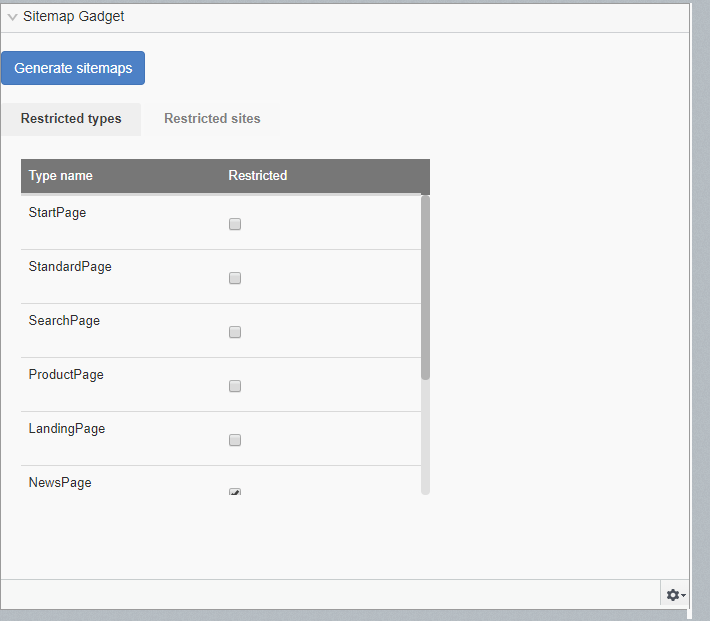 Sitemap Gadget
Generate sitemaps
Restricted types Restricted sites
Type name Restricted
StartPage
StandardPage
SearchPage
ProductPage
LandingPage
NewsPage